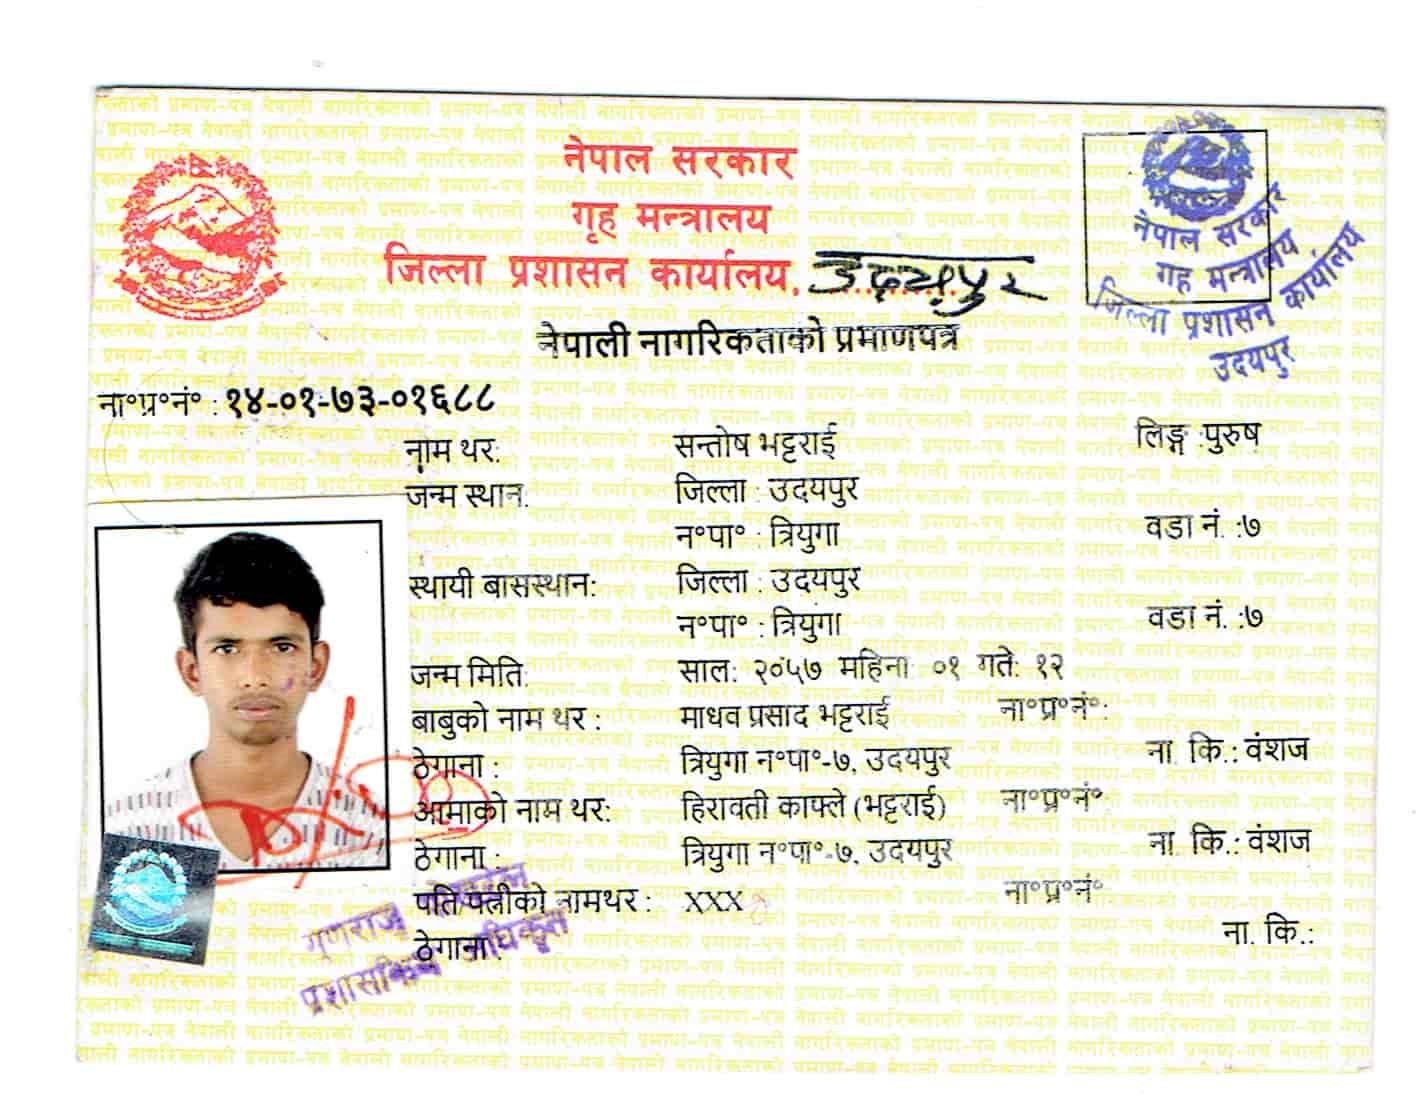 नेपाल सरकार
गृह मन्त्रालय
जिल्ला प्रशासन कार्यालय, उदयपुर
नेपाल सरकार
गृह मन्त्रालय
जिल्ला प्रशासन कार्यालय
उदयपुर
नेपाली नागरिकताको प्रमाणपत्र
ना॰प्र॰नं॰ : १४-०१-७३-०१६८८
नाम थर: सन्तोष भट्टराई लिङ्ग :पुरुष
जन्म स्थान: जिल्ला : उदयपुर
न॰पा॰ : त्रियुगा वडा नं. :७
स्थायी बासस्थान: जिल्ला : उदयपुर
न॰पा॰ : त्रियुगा वडा नं. :७
जन्म मिति: साल: २०५७ महिना: ०१ गते: १२
बाबुको नाम थर : माधव प्रसाद भट्टराई ना॰प्र॰नं॰:
ठेगाना : त्रियुगा न॰पा॰-७, उदयपुर ना. कि.: वंशज
आमाको नाम थर: हिरावती काफ्ले (भट्टराई) ना॰प्र॰नं॰
ठेगाना : त्रियुगा न॰पा॰-७, उदयपुर ना. कि.: वंशज
पति/पत्नीको नामथर : XXX ना॰प्र॰नं॰
ठेगाना: ना. कि.:
गुणराज
प्रशासकिय अधिकृत